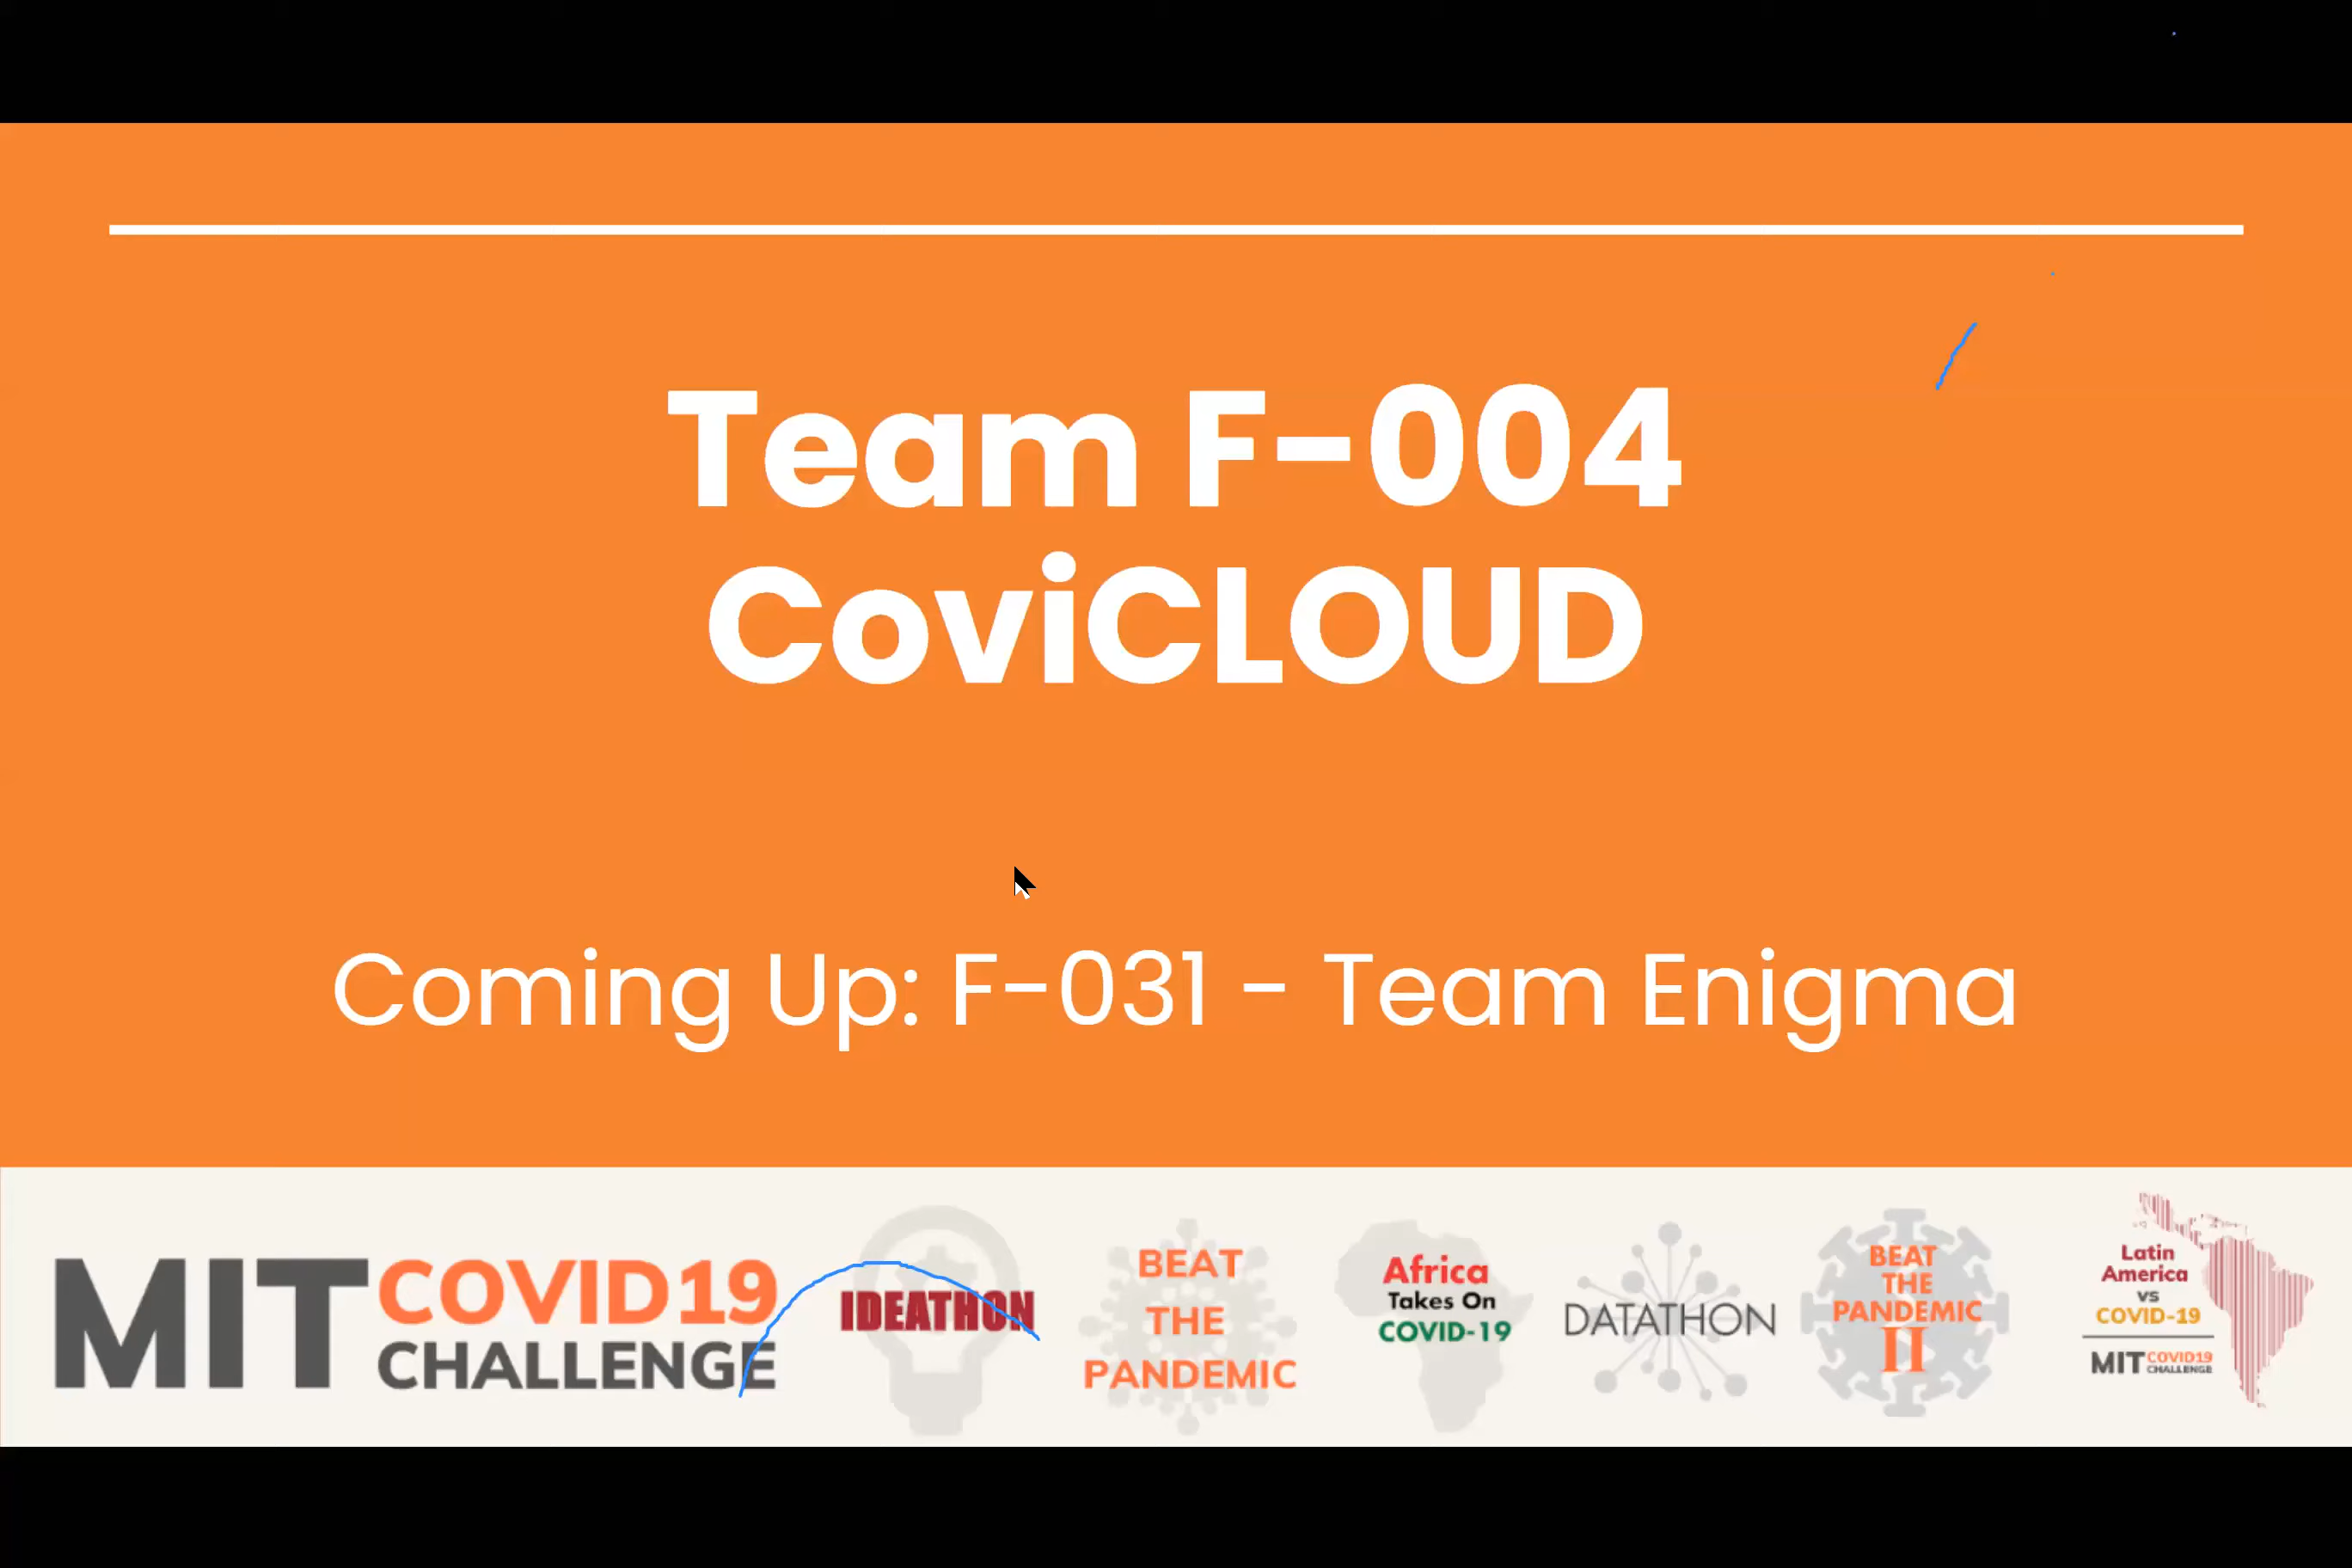 Team F-004
CoviCLOUD
Coming Up: F-031 - Team Enigma
MIT COVID19
CHALLENGE
IDEATHON
BEAT
THE
PANDEMIC
Africa
Takes On
COVID-19
DATATHON
BEAT
THE
PANDEMIC
II
Latin
America
vs
COVID-19
MIT COVID19
CHALLENGE